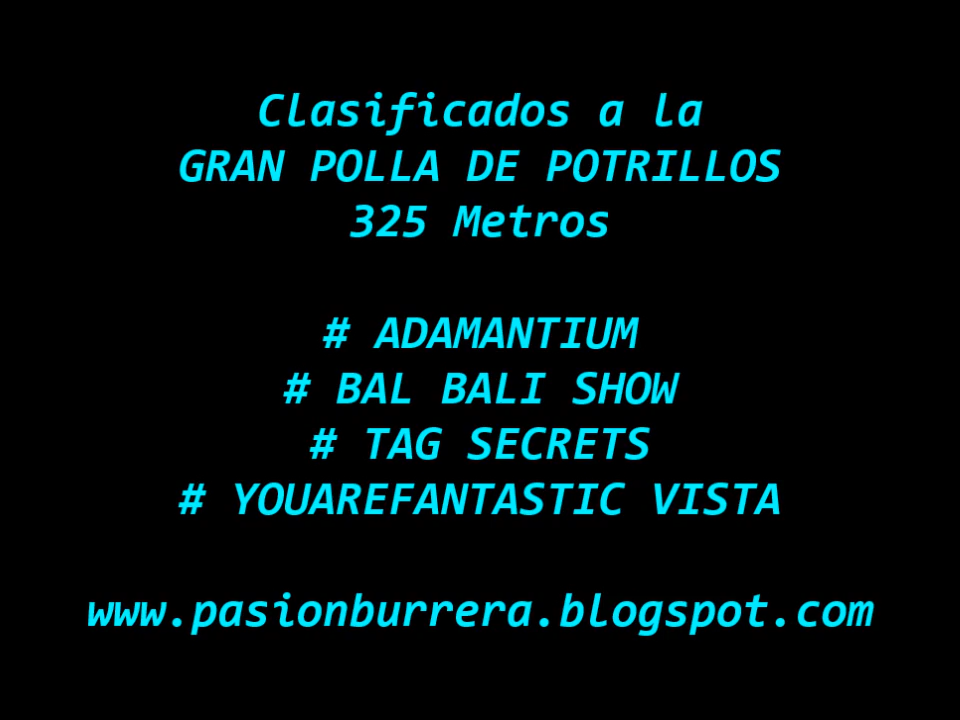 Clasificados a la
GRAN POLLA DE POTRILLOS
325 Metros
# ADAMANTIUM
# BAL BALI SHOW
# TAG SECRETS
# YOUAREFANTASTIC VISTA
www.pasionburrera.blogspot.com